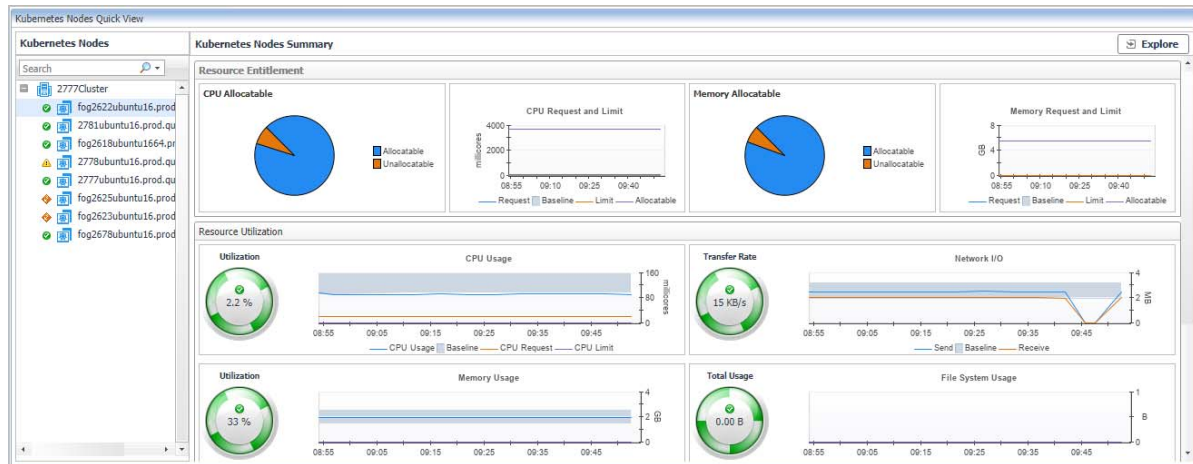 Kubernetes Nodes Quick View
Kubernetes Nodes
Search
2777Cluster
fog2622ubuntu16.prod
2781ubuntu16.prod.qu
fog2618ubuntu1664.pr
2778ubuntu16.prod.qu
2777ubuntu16.prod.qu
fog2625ubuntu16.prod
fog2623ubuntu16.prod
fog2678ubuntu16.prod
Kubernetes Nodes Summary
Explore
Resource Entitlement
CPU Allocatable
Allocatable
Unallocatable
CPU Request and Limit
4000
2000
0
millicores
08:55 09:10 09:25 09:40
Request Baseline Limit Allocatable
Memory Allocatable
Allocatable
Unallocatable
Memory Request and Limit
8
4
0
GB
08:55 09:10 09:25 09:40
Request Baseline Limit Allocatable
Resource Utilization
Utilization
2.2 %
CPU Usage
160
80
0
millicores
08:55 09:05 09:15 09:25 09:35 09:45
CPU Usage Baseline CPU Request CPU Limit
Transfer Rate
15 KB/s
Network I/O
4
2
0
MB
08:55 09:05 09:15 09:25 09:35 09:45
Send Baseline Receive
Utilization
33 %
Memory Usage
4
2
0
GB
08:55 09:05 09:15 09:25 09:35 09:45
Total Usage
0.00 B
File System Usage
1
0
B
08:55 09:05 09:15 09:25 09:35 09:45